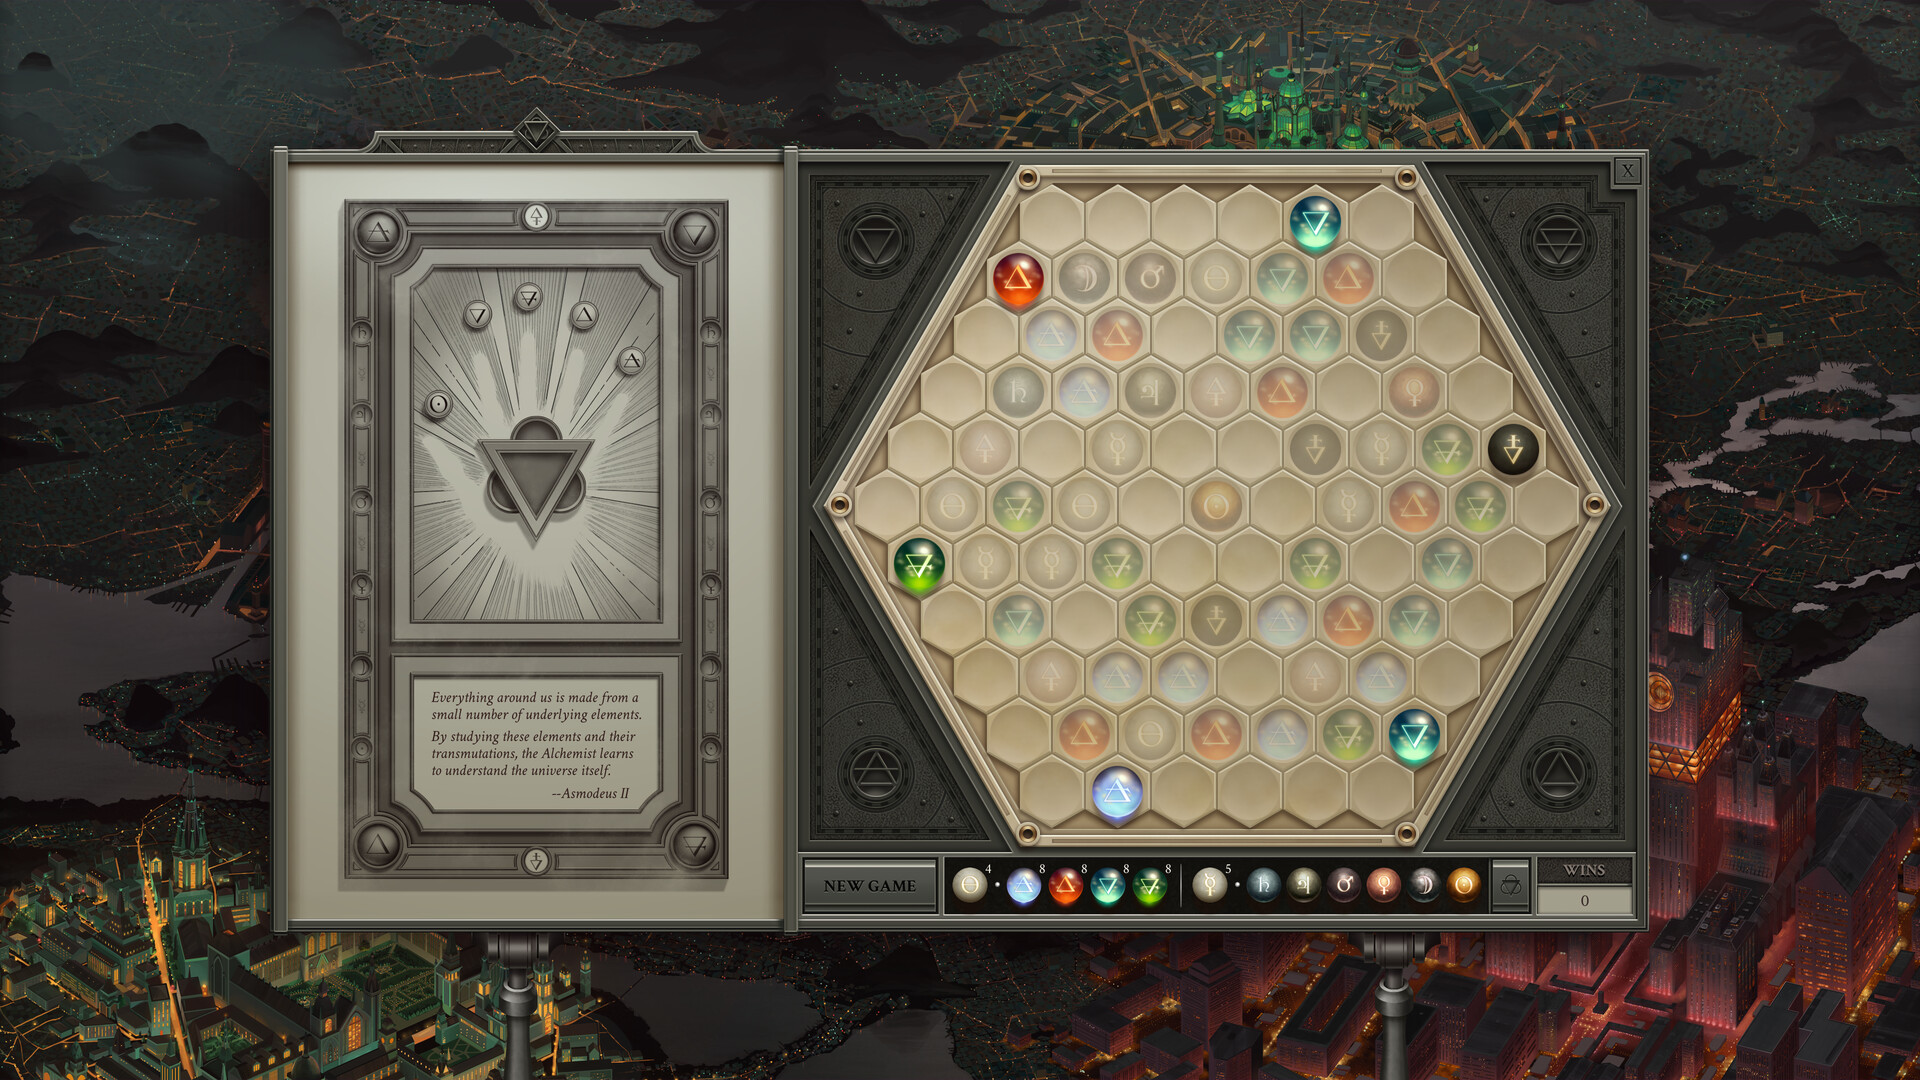 X
Everything around us is made from a
small number of underlying elements.
By studying these elements and their
transmutations, the Alchemist learns
to understand the universe itself.
--Asmodeus II
NEW GAME
4 8 8 8 8 5
WINS
0